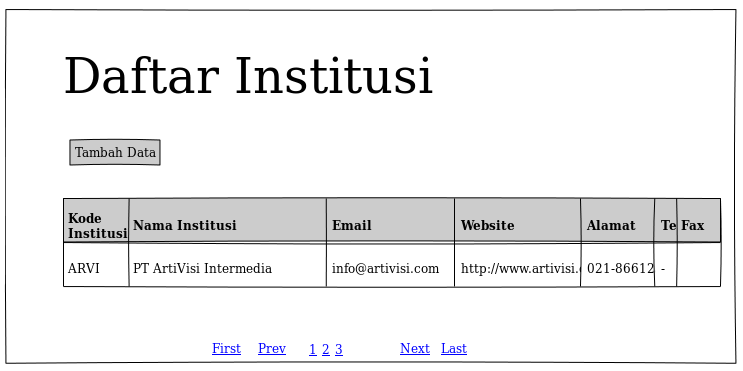 Daftar Institusi
Tambah Data
Kode Institusi Nama Institusi Email Website Alamat Te Fax
ARVI PT ArtiVisi Intermedia info@artivisi.com http://www.artivisi. 021-86612 -
First Prev 1 2 3 Next Last